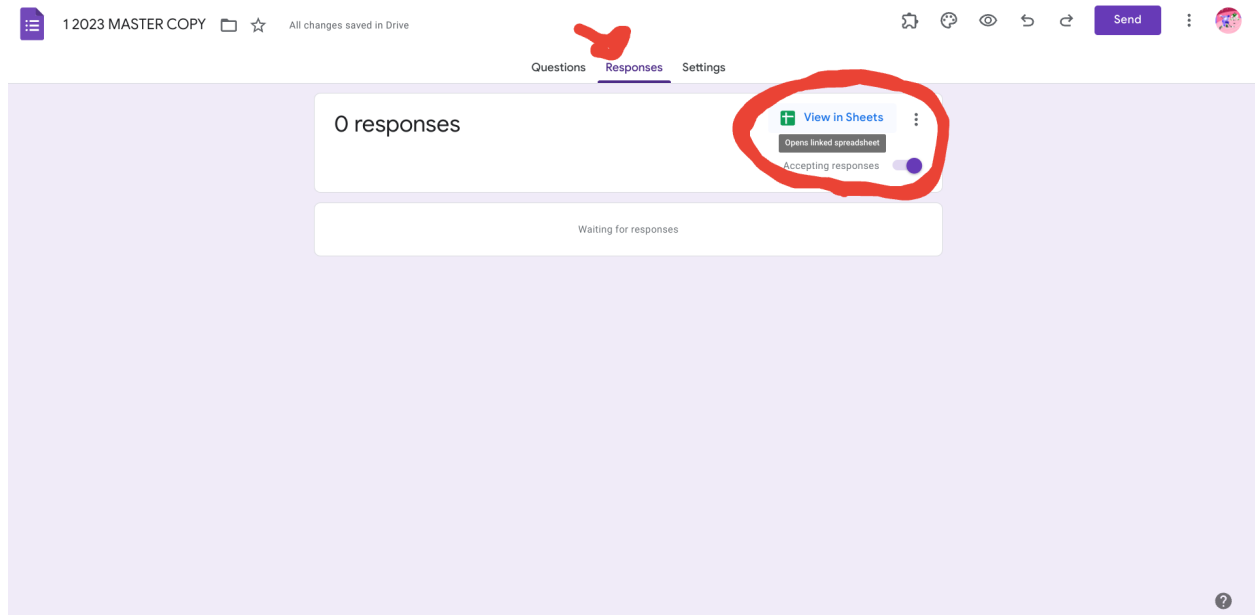 1 2023 MASTER COPY
All changes saved in Drive
Send
Questions
Responses
Settings
0 responses
View in Sheets
Opens linked spreadsheet
Accepting responses
Waiting for responses
?